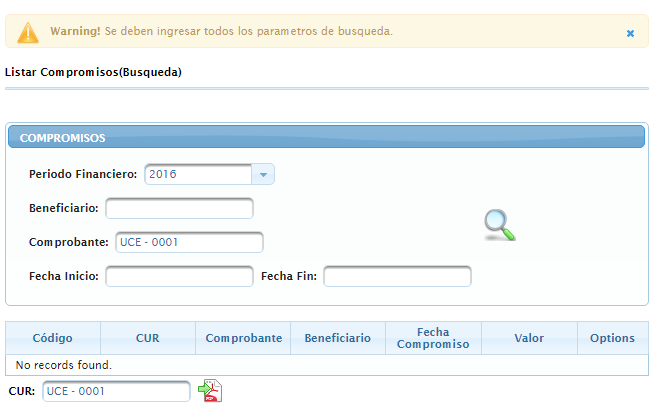 Warning! Se deben ingresar todos los parametros de busqueda.
Listar Compromisos(Busqueda)
COMPROMISOS
Periodo Financiero: 2016
Beneficiario:
Comprobante: UCE - 0001
Fecha Inicio: Fecha Fin:
Código CUR Comprobante Beneficiario Fecha Compromiso Valor Options
No records found.
CUR: UCE - 0001